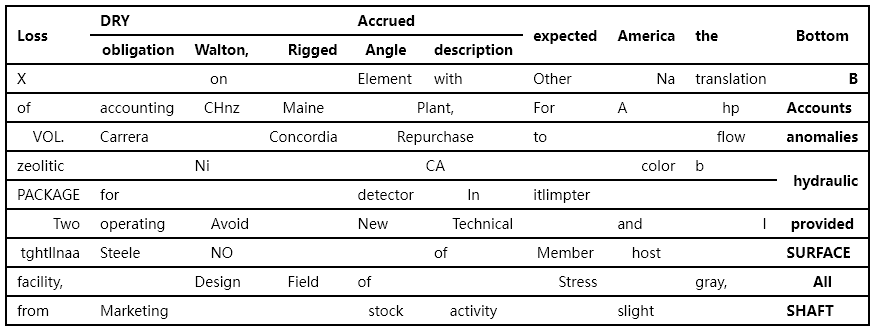 Loss DRY Accrued expected America the Bottom
obligation Walton, Rigged Angle description
X on Element with Other Na translation B
of accounting CHnz Maine Plant, For A hp Accounts
VOL. Carrera Concordia Repurchase to flow anomalies
zeolitic Ni CA color b hydraulic
PACKAGE for detector In itlimpter
Two operating Avoid New Technical and I provided
tghtllnaa Steele NO of Member host SURFACE
facility, Design Field of Stress gray, All
from Marketing stock activity slight SHAFT